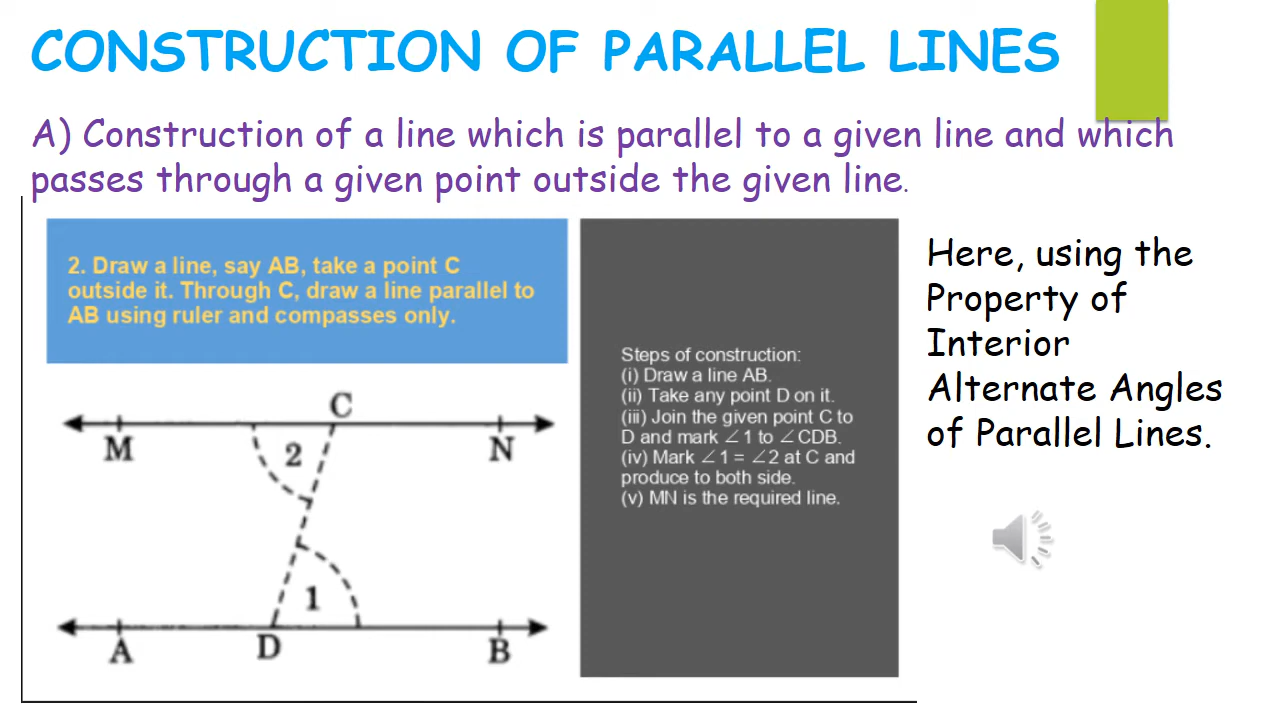 CONSTRUCTION OF PARALLEL LINES
A) Construction of a line which is parallel to a given line and which
passes through a given point outside the given line.
2. Draw a line, say AB, take a point C
outside it. Through C, draw a line parallel to
AB using ruler and compasses only.
C
M
2
N
1
A
D
B
Steps of construction:
(i) Draw a line AB.
(ii) Take any point D on it.
(iii) Join the given point C to
D and mark ∠1 to ∠CDB.
(iv) Mark ∠1 = ∠2 at C and
produce to both side.
(v) MN is the required line.
Here, using the
Property of
Interior
Alternate Angles
of Parallel Lines.